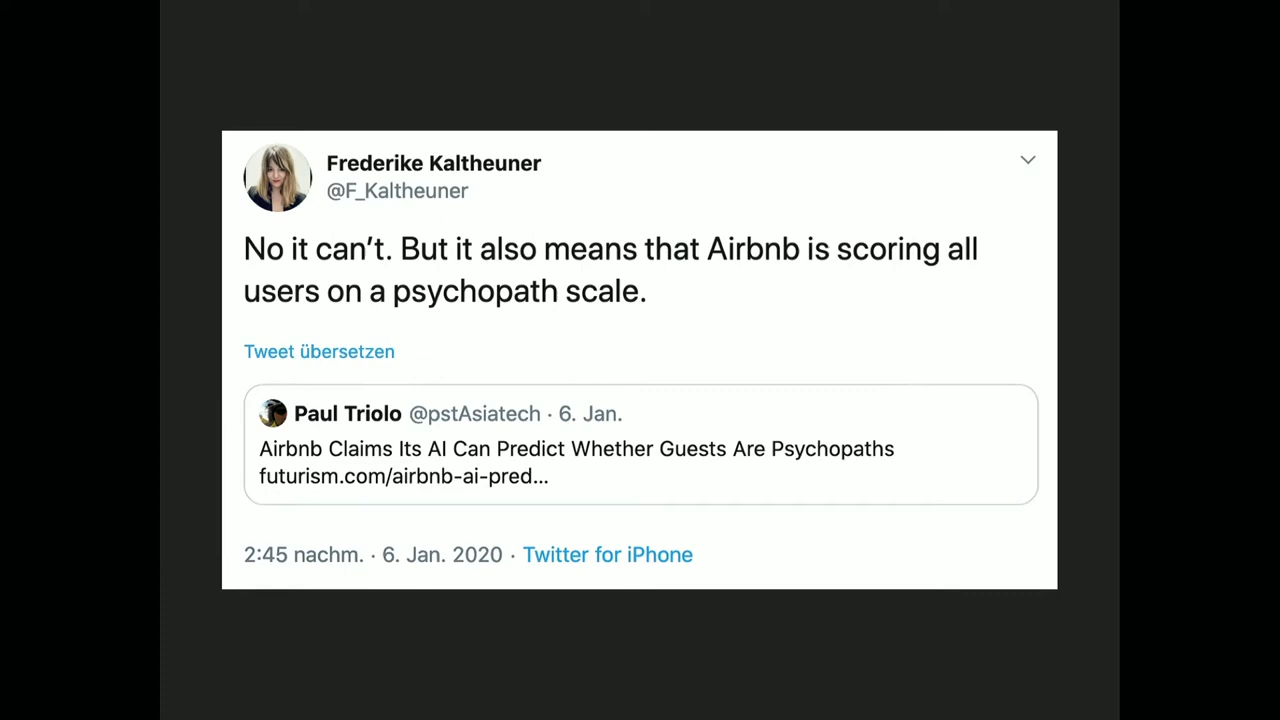 Frederike Kaltheuner
@F_Kaltheuner
No it can’t. But it also means that Airbnb is scoring all
users on a psychopath scale.
Tweet übersetzen
Paul Triolo @pstAsiatech · 6. Jan.
Airbnb Claims Its AI Can Predict Whether Guests Are Psychopaths
futurism.com/airbnb-ai-pred...
2:45 nachm. · 6. Jan. 2020 · Twitter for iPhone